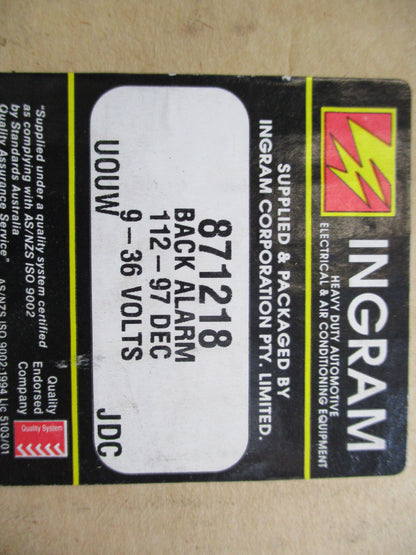 INGRAM
HEAVY DUTY AUTOMOTIVE
ELECTRICAL & AIR CONDITIONING EQUIPMENT
SUPPLIED & PACKAGED BY
INGRAM CORPORATION PTY. LIMITED.
871218
BACK ALARM
112-97 DEC
9-36 VOLTS
UOUW JDC
"Supplied under a quality system certified
as complying with AS/NZS ISO 9002
by Standards Australia
Quality Assurance Service"
Quality
Endorsed
Company
Quality System
AS/NZS ISO 9002:1994 Lic 5103/01